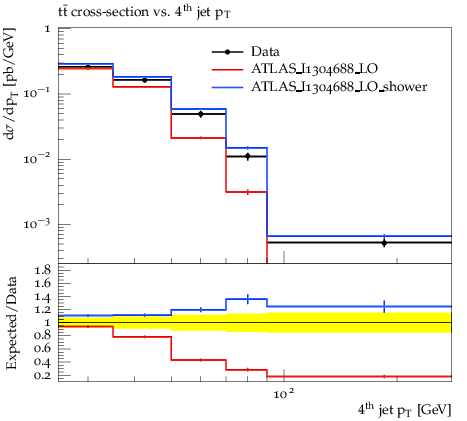 tt̄ cross-section vs. 4th jet pT
dσ/dpT [pb/GeV]
1
10⁻¹
10⁻²
10⁻³
Data
ATLAS_I1304688_LO
ATLAS_I1304688_LO_shower
Expected/Data
1.8
1.6
1.4
1.2
1
0.8
0.6
0.4
0.2
10²
4th jet pT [GeV]